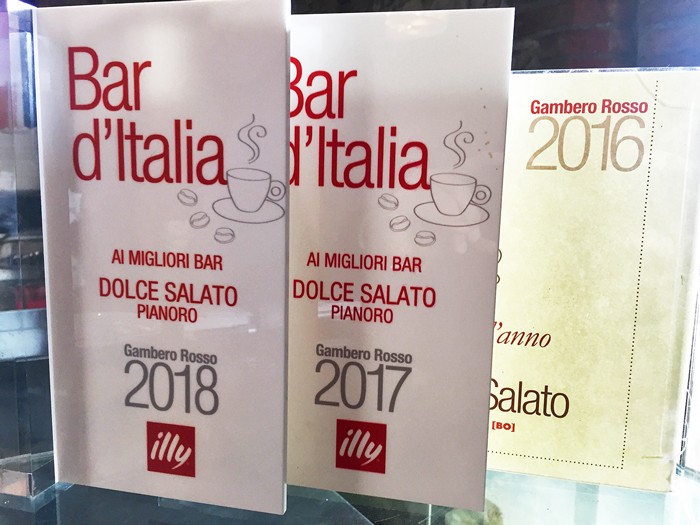 Bar
d'Italia
AI MIGLIORI BAR
DOLCE SALATO
PIANORO
Gambero Rosso
2018
illy
Bar
d'Italia
AI MIGLIORI BAR
DOLCE SALATO
PIANORO
Gambero Rosso
2017
illy
Gambero Rosso
2016
l'anno
Salato
[BO]